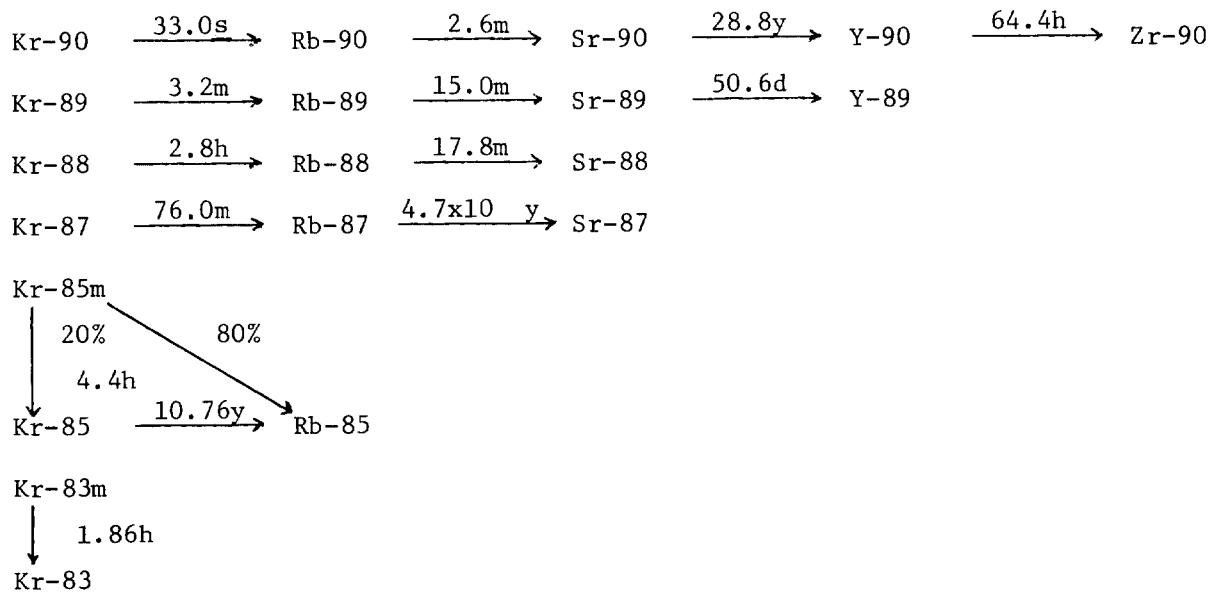 33.0s 2.6m 28.8y 64.4h
Kr-90 Rb-90 Sr-90 Y-90 Zr-90
3.2m 15.0m 50.6d
Kr-89 Rb-89 Sr-89 Y-89
2.8h 17.8m
Kr-88 Rb-88 Sr-88
76.0m 4.7x10 y
Kr-87 Rb-87 Sr-87
Kr-85m
20% 80%
4.4h
10.76y
Kr-85 Rb-85
Kr-83m
1.86h
Kr-83